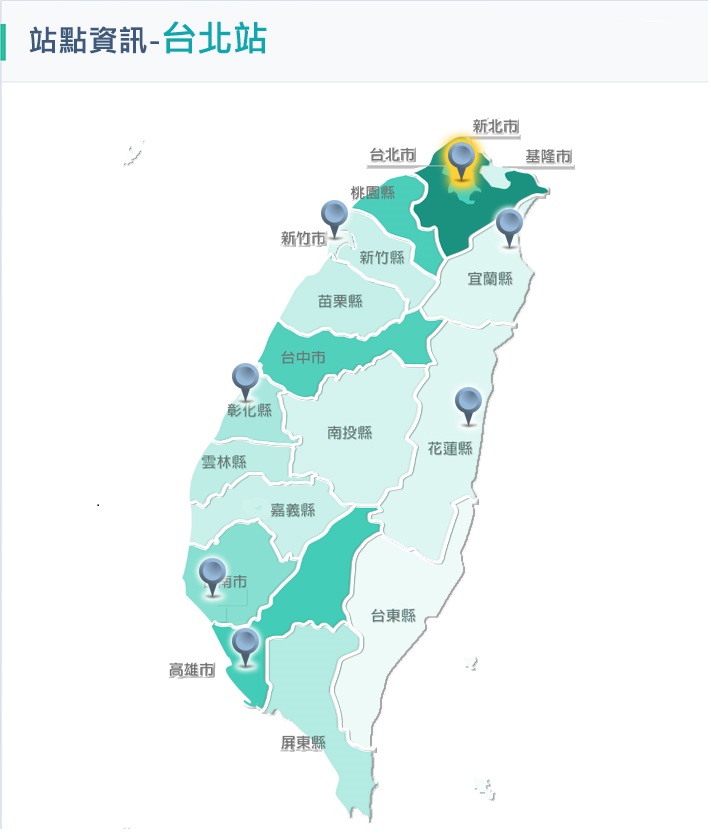 站點資訊-台北站
新北市
台北市
基隆市
桃園縣
新竹市
新竹縣
宜蘭縣
苗栗縣
台中市
彰化縣
南投縣
花蓮縣
雲林縣
嘉義縣
南市
台東縣
高雄市
屏東縣